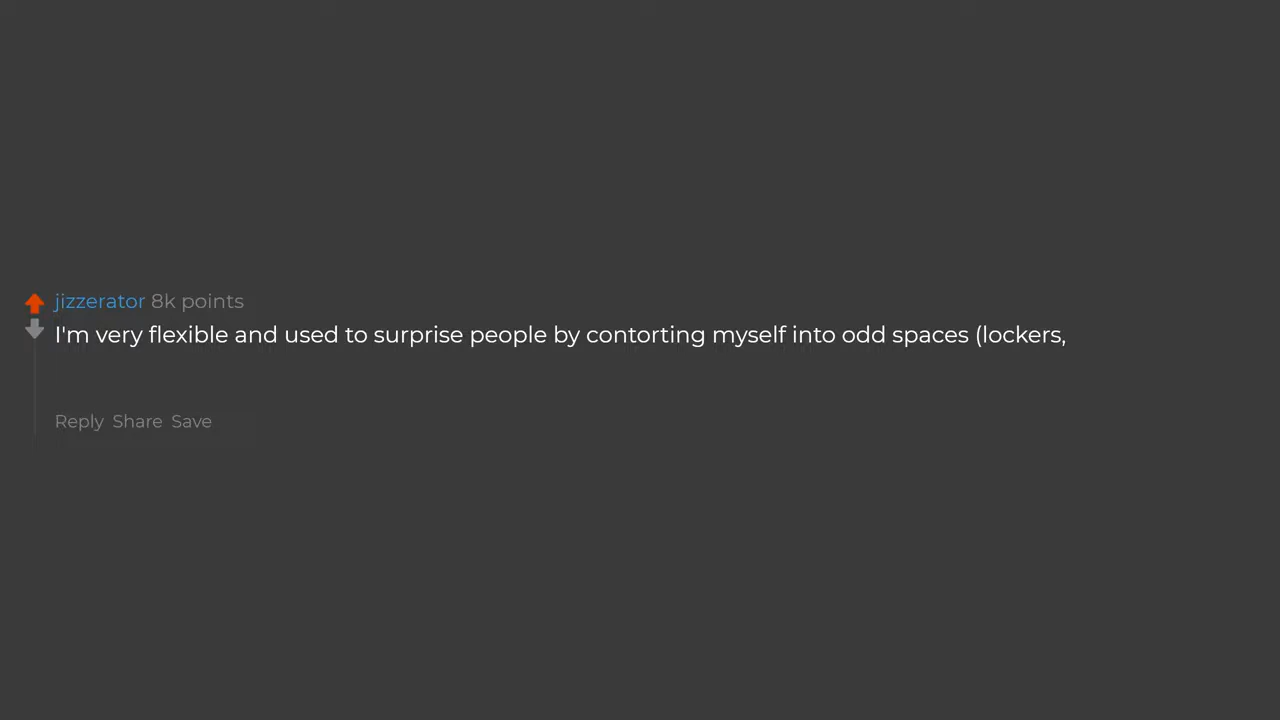 jizzerator 8k points
I'm very flexible and used to surprise people by contorting myself into odd spaces (lockers,
Reply Share Save